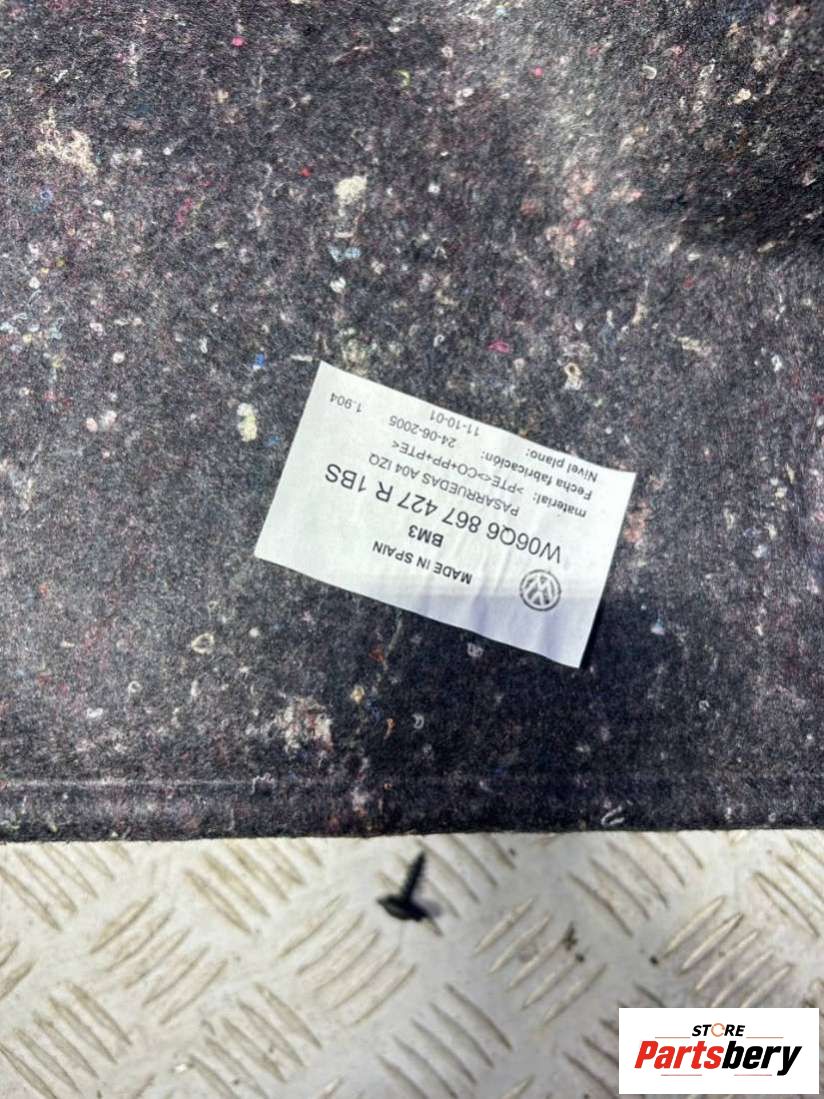 MADE IN SPAIN
BM3
W06Q6 867 427 R 1BS
PASARRUEDAS A04 IZQ
material: >PTE<>CO+PP+PTE<
Fecha fabricación: 24-06-2005
Nivel plano: 11-10-01 1.904
STORE
Partsbery